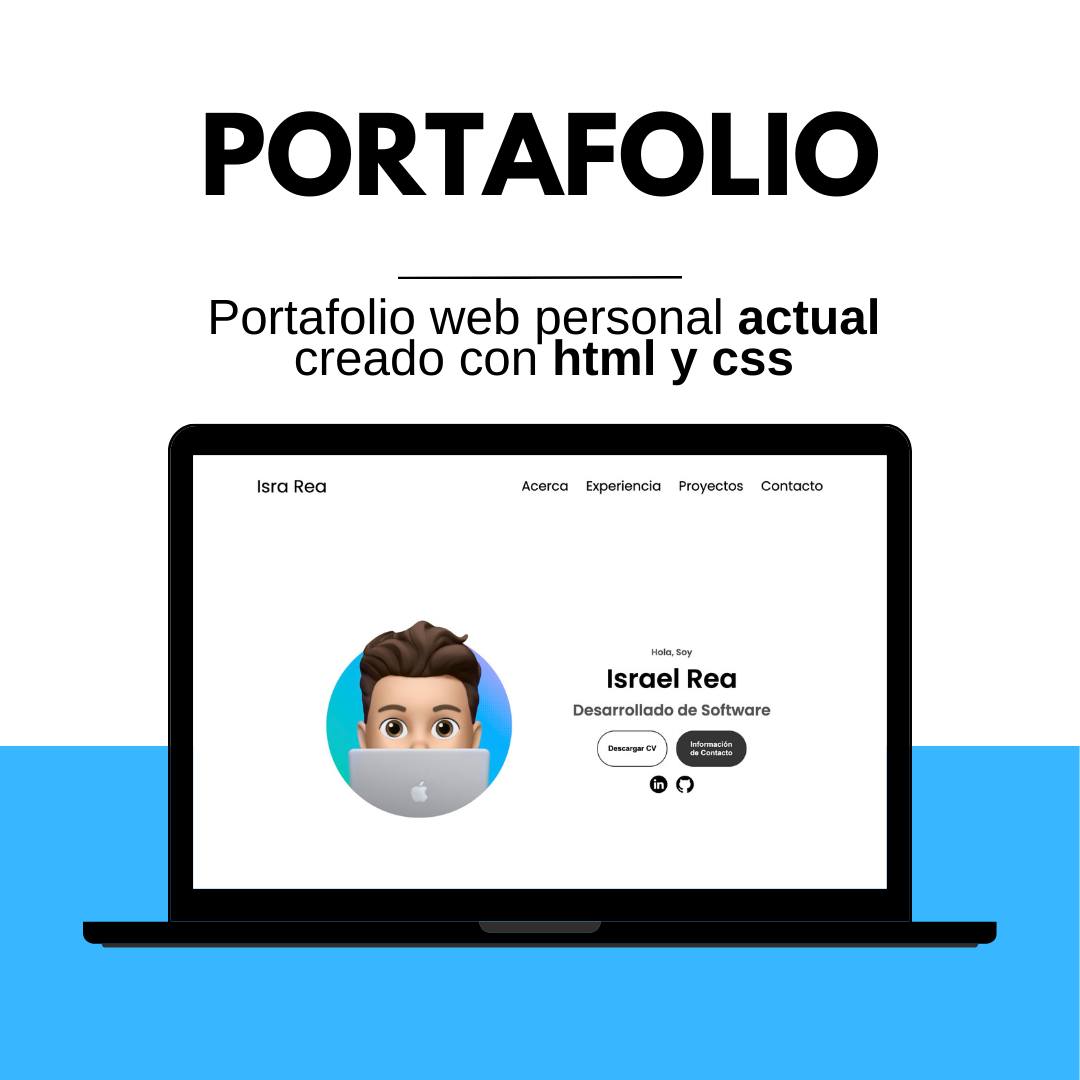 PORTAFOLIO
Portafolio web personal actual
creado con html y css
Isra Rea
Acerca Experiencia Proyectos Contacto
Hola, Soy
Israel Rea
Desarrollado de Software
Descargar CV
Información
de Contacto
in